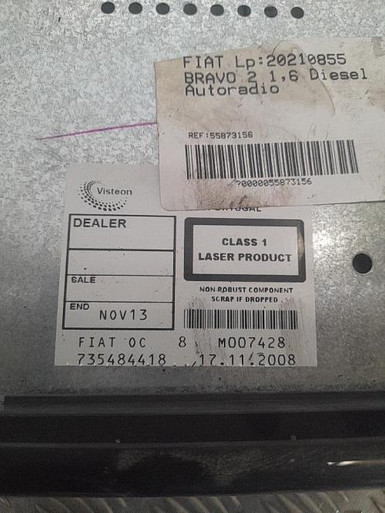 FIAT Lp:20210855
BRAVO 2 1,6 Diesel
Autoradio
REF:55873156
70000055873156
Visteon
PORTUGAL
DEALER
CLASS 1
LASER PRODUCT
SALE
NON-ROBUST COMPONENT
SCRAP IF DROPPED
END NOV13
FIAT OC 8 M007428
735484418 17.11.2008